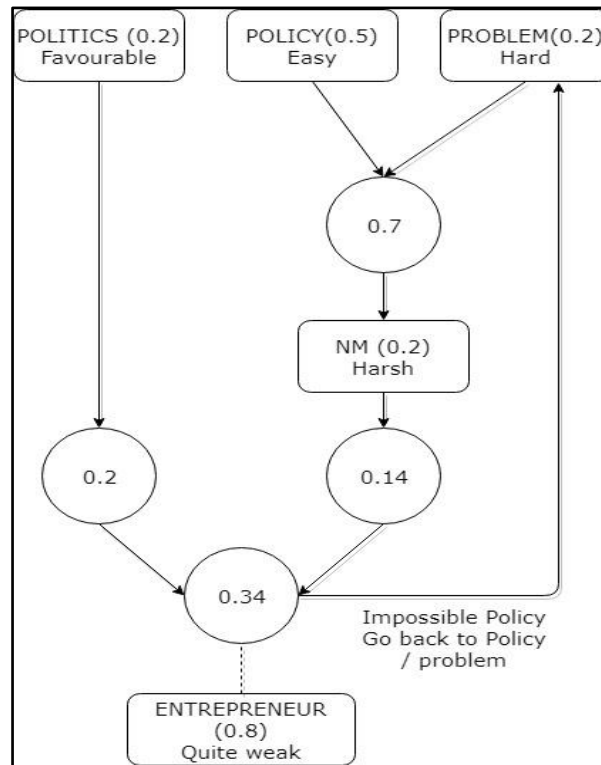 POLITICS (0.2)
Favourable
POLICY(0.5)
Easy
PROBLEM(0.2)
Hard
0.7
NM (0.2)
Harsh
0.2
0.14
0.34
Impossible Policy
Go back to Policy
/ problem
ENTREPRENEUR
(0.8)
Quite weak